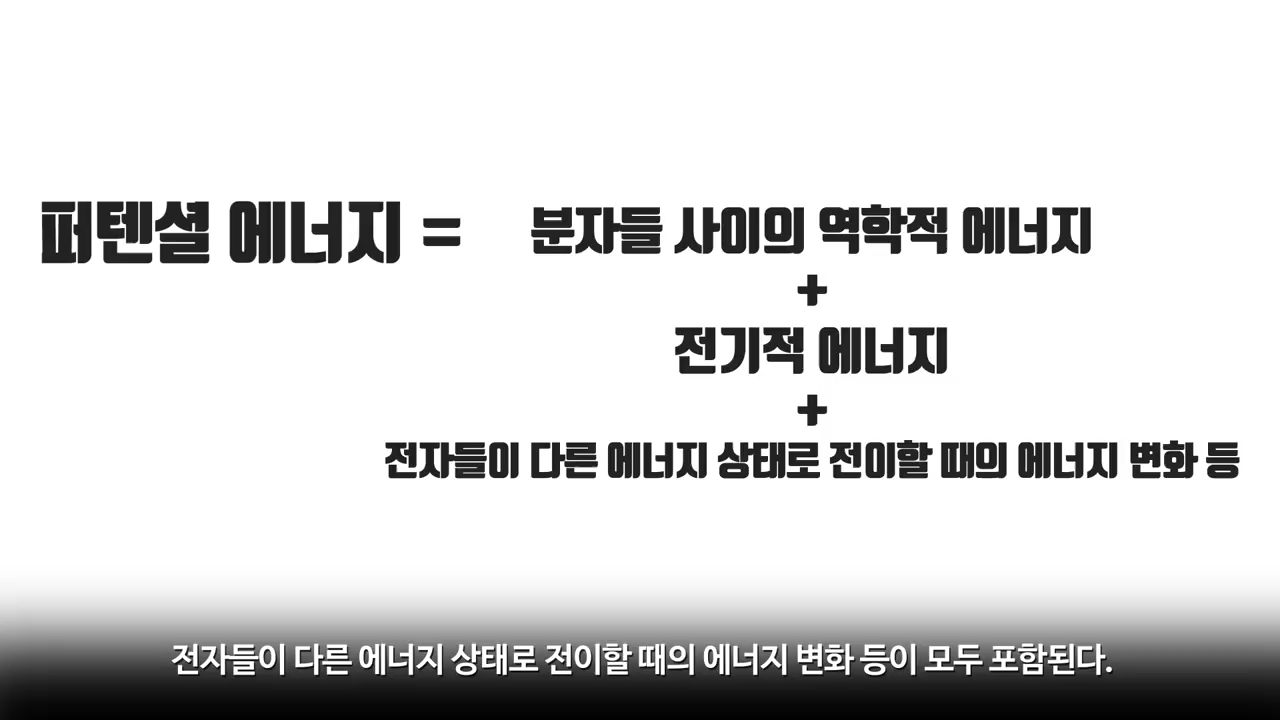 퍼텐셜 에너지 = 분자들 사이의 역학적 에너지
+
전기적 에너지
+
전자들이 다른 에너지 상태로 전이할 때의 에너지 변화 등
전자들이 다른 에너지 상태로 전이할 때의 에너지 변화 등이 모두 포함된다.